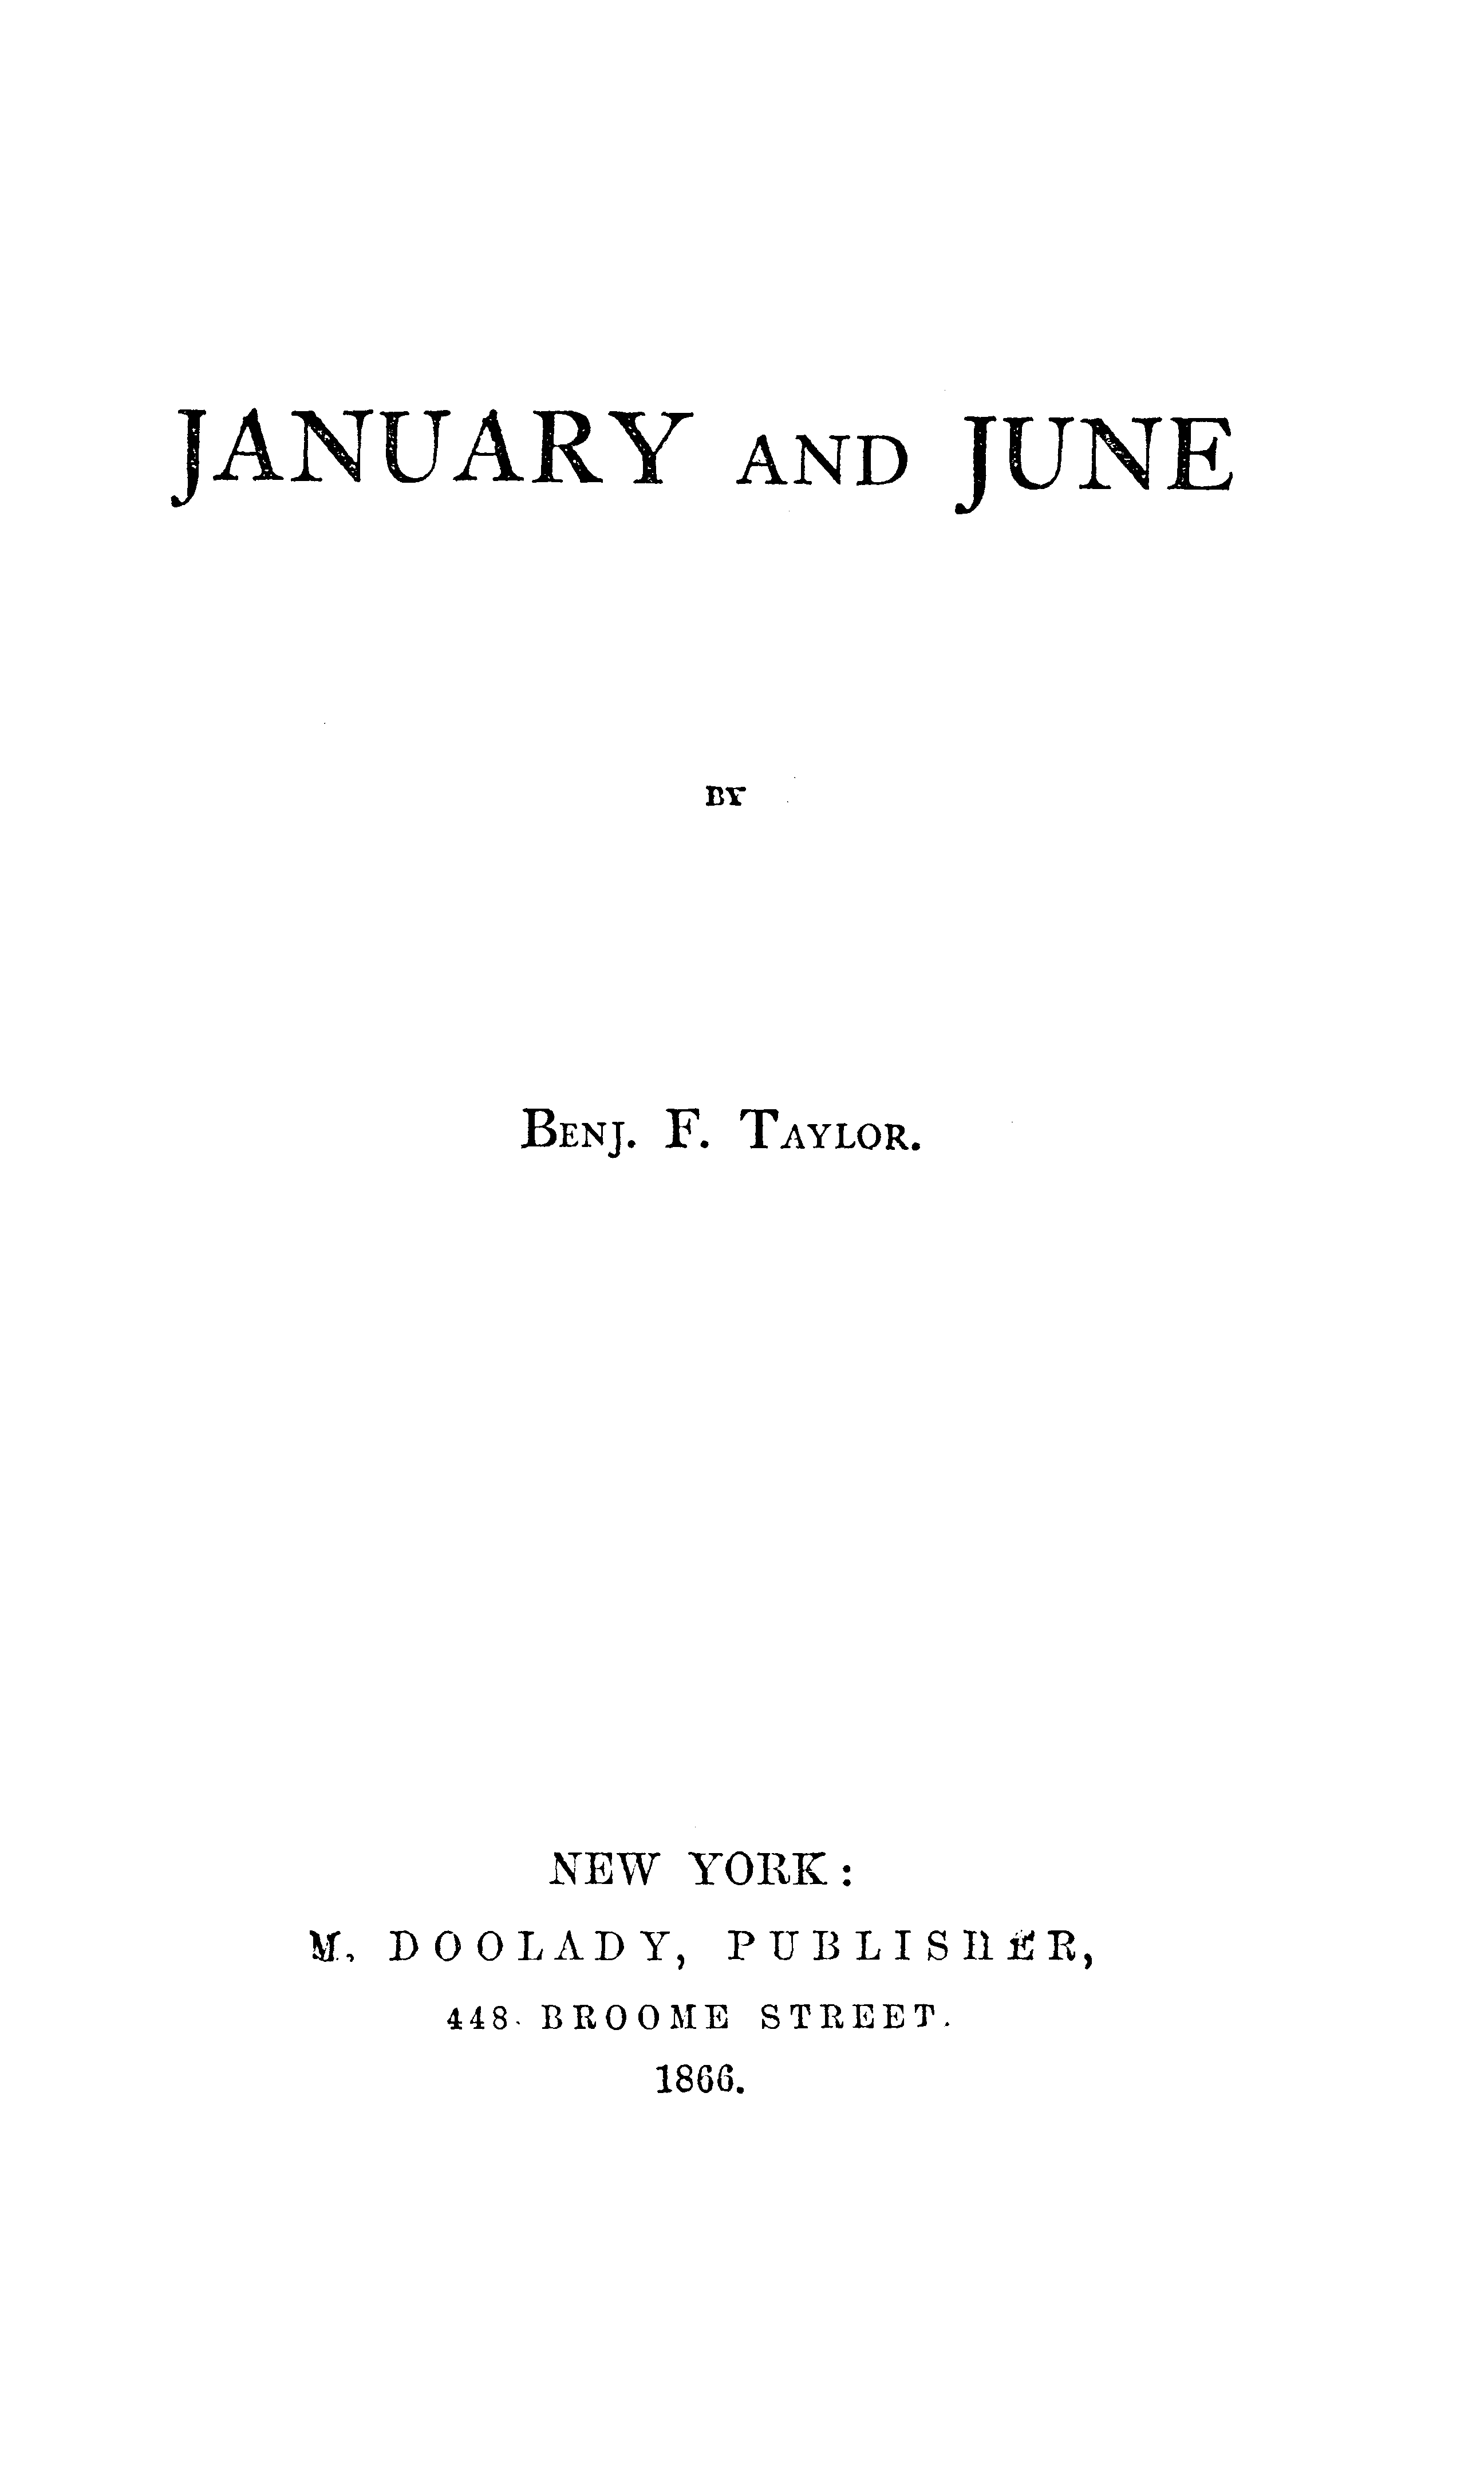 JANUARY AND JUNE
BY
BENJ. F. TAYLOR.
NEW YORK:
M. DOOLADY, PUBLISHER,
448 BROOME STREET.
1866.